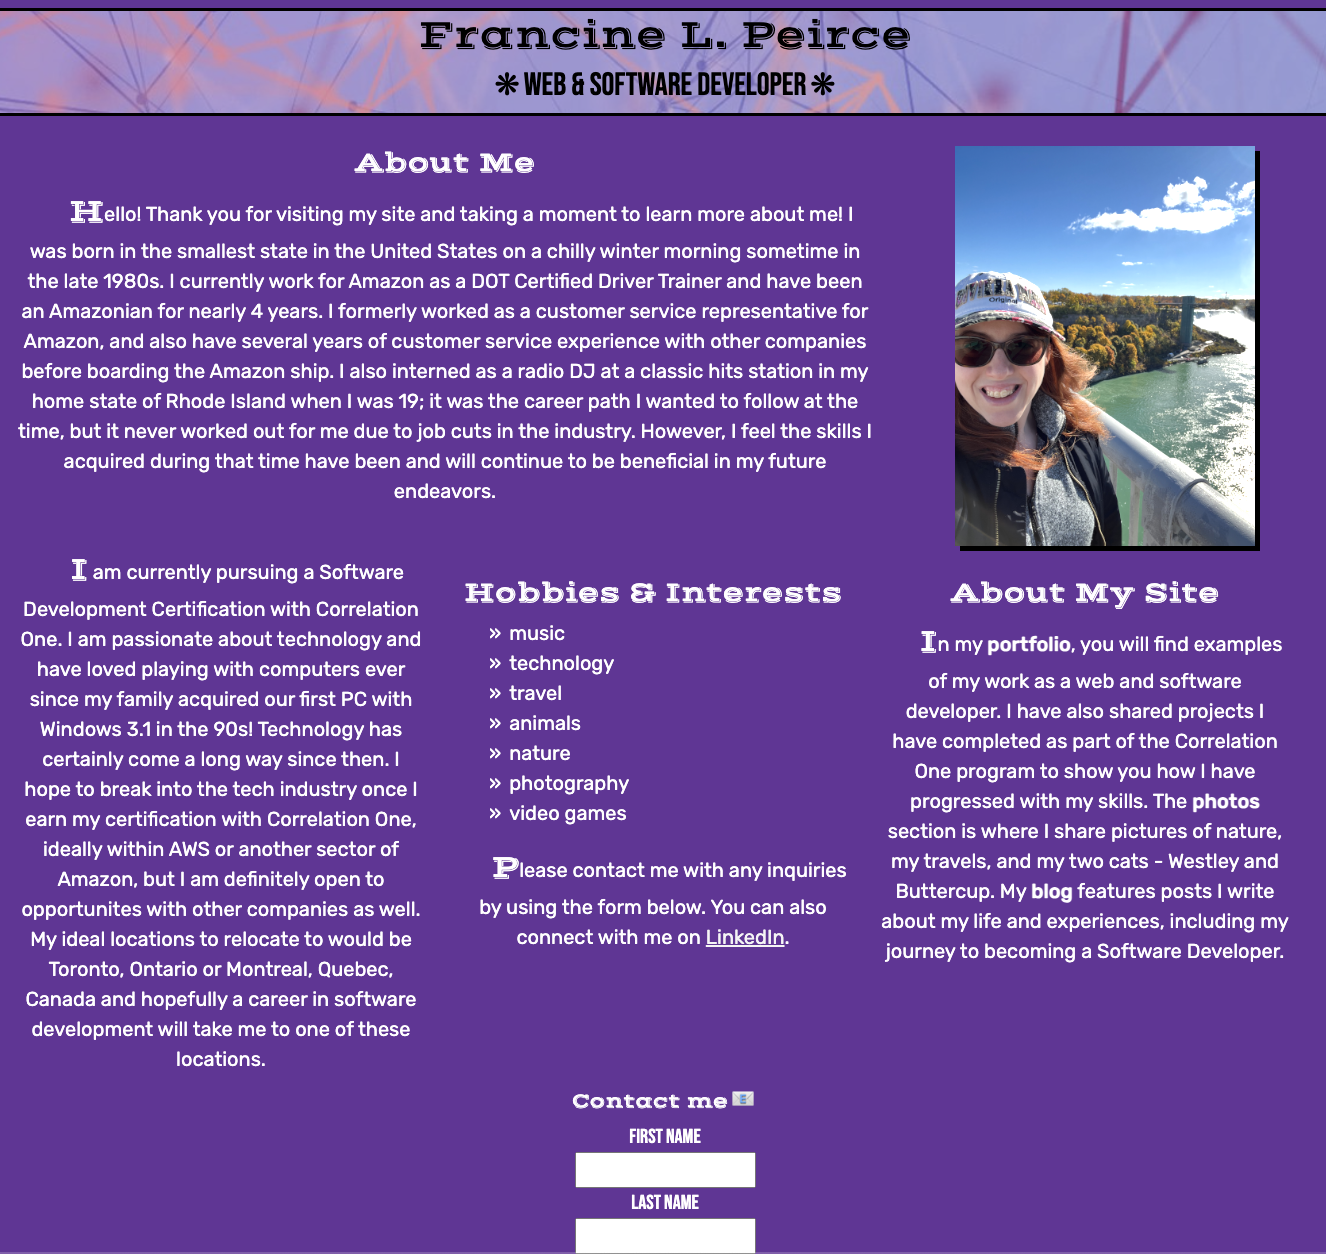 Francine L. Peirce
❋ WEB & SOFTWARE DEVELOPER ❋
About Me
Hello! Thank you for visiting my site and taking a moment to learn more about me! I
was born in the smallest state in the United States on a chilly winter morning sometime in
the late 1980s. I currently work for Amazon as a DOT Certified Driver Trainer and have been
an Amazonian for nearly 4 years. I formerly worked as a customer service representative for
Amazon, and also have several years of customer service experience with other companies
before boarding the Amazon ship. I also interned as a radio DJ at a classic hits station in my
home state of Rhode Island when I was 19; it was the career path I wanted to follow at the
time, but it never worked out for me due to job cuts in the industry. However, I feel the skills I
acquired during that time have been and will continue to be beneficial in my future
endeavors.
Original
I am currently pursuing a Software
Development Certification with Correlation
One. I am passionate about technology and
have loved playing with computers ever
since my family acquired our first PC with
Windows 3.1 in the 90s! Technology has
certainly come a long way since then. I
hope to break into the tech industry once I
earn my certification with Correlation One,
ideally within AWS or another sector of
Amazon, but I am definitely open to
opportunites with other companies as well.
My ideal locations to relocate to would be
Toronto, Ontario or Montreal, Quebec,
Canada and hopefully a career in software
development will take me to one of these
locations.
Hobbies & Interests
» music
» technology
» travel
» animals
» nature
» photography
» video games
Please contact me with any inquiries
by using the form below. You can also
connect with me on LinkedIn.
About My Site
In my portfolio, you will find examples
of my work as a web and software
developer. I have also shared projects I
have completed as part of the Correlation
One program to show you how I have
progressed with my skills. The photos
section is where I share pictures of nature,
my travels, and my two cats - Westley and
Buttercup. My blog features posts I write
about my life and experiences, including my
journey to becoming a Software Developer.
Contact me📧
FIRST NAME
LAST NAME